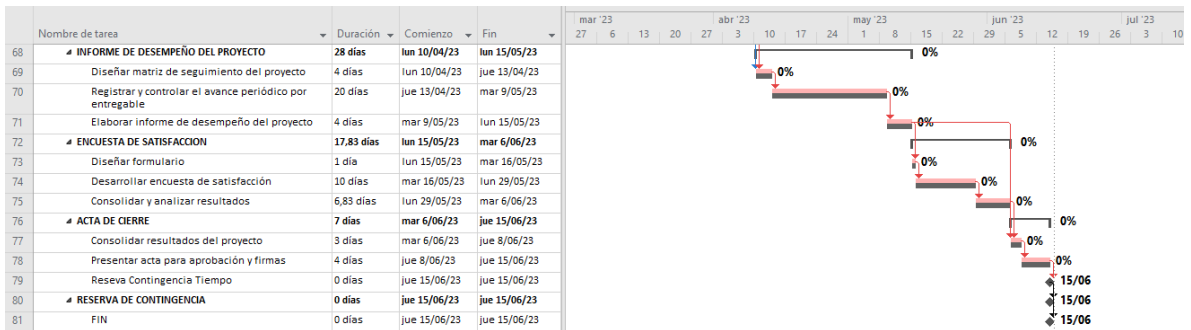 mar '23 abr '23 may '23 jun '23 jul '23
Nombre de tarea Duración Comienzo Fin 27 6 13 20 27 3 10 17 24 1 8 15 22 29 5 12 19 26 3 10
68 INFORME DE DESEMPEÑO DEL PROYECTO 28 días lun 10/04/23 lun 15/05/23 0%
69 Diseñar matriz de seguimiento del proyecto 4 días lun 10/04/23 jue 13/04/23 0%
70 Registrar y controlar el avance periódico por 20 días jue 13/04/23 mar 9/05/23 0%
entregable
71 Elaborar informe de desempeño del proyecto 4 días mar 9/05/23 lun 15/05/23 0%
72 ENCUESTA DE SATISFACCION 17,83 días lun 15/05/23 mar 6/06/23 0%
73 Diseñar formulario 1 día lun 15/05/23 mar 16/05/23 0%
74 Desarrollar encuesta de satisfacción 10 días mar 16/05/23 lun 29/05/23 0%
75 Consolidar y analizar resultados 6,83 días lun 29/05/23 mar 6/06/23 0%
76 ACTA DE CIERRE 7 días mar 6/06/23 jue 15/06/23 0%
77 Consolidar resultados del proyecto 3 días mar 6/06/23 jue 8/06/23 0%
78 Presentar acta para aprobación y firmas 4 días jue 8/06/23 jue 15/06/23 0%
79 Reseva Contingencia Tiempo 0 días jue 15/06/23 jue 15/06/23 15/06
80 RESERVA DE CONTINGENCIA 0 días jue 15/06/23 jue 15/06/23 15/06
81 FIN 0 días jue 15/06/23 jue 15/06/23 15/06